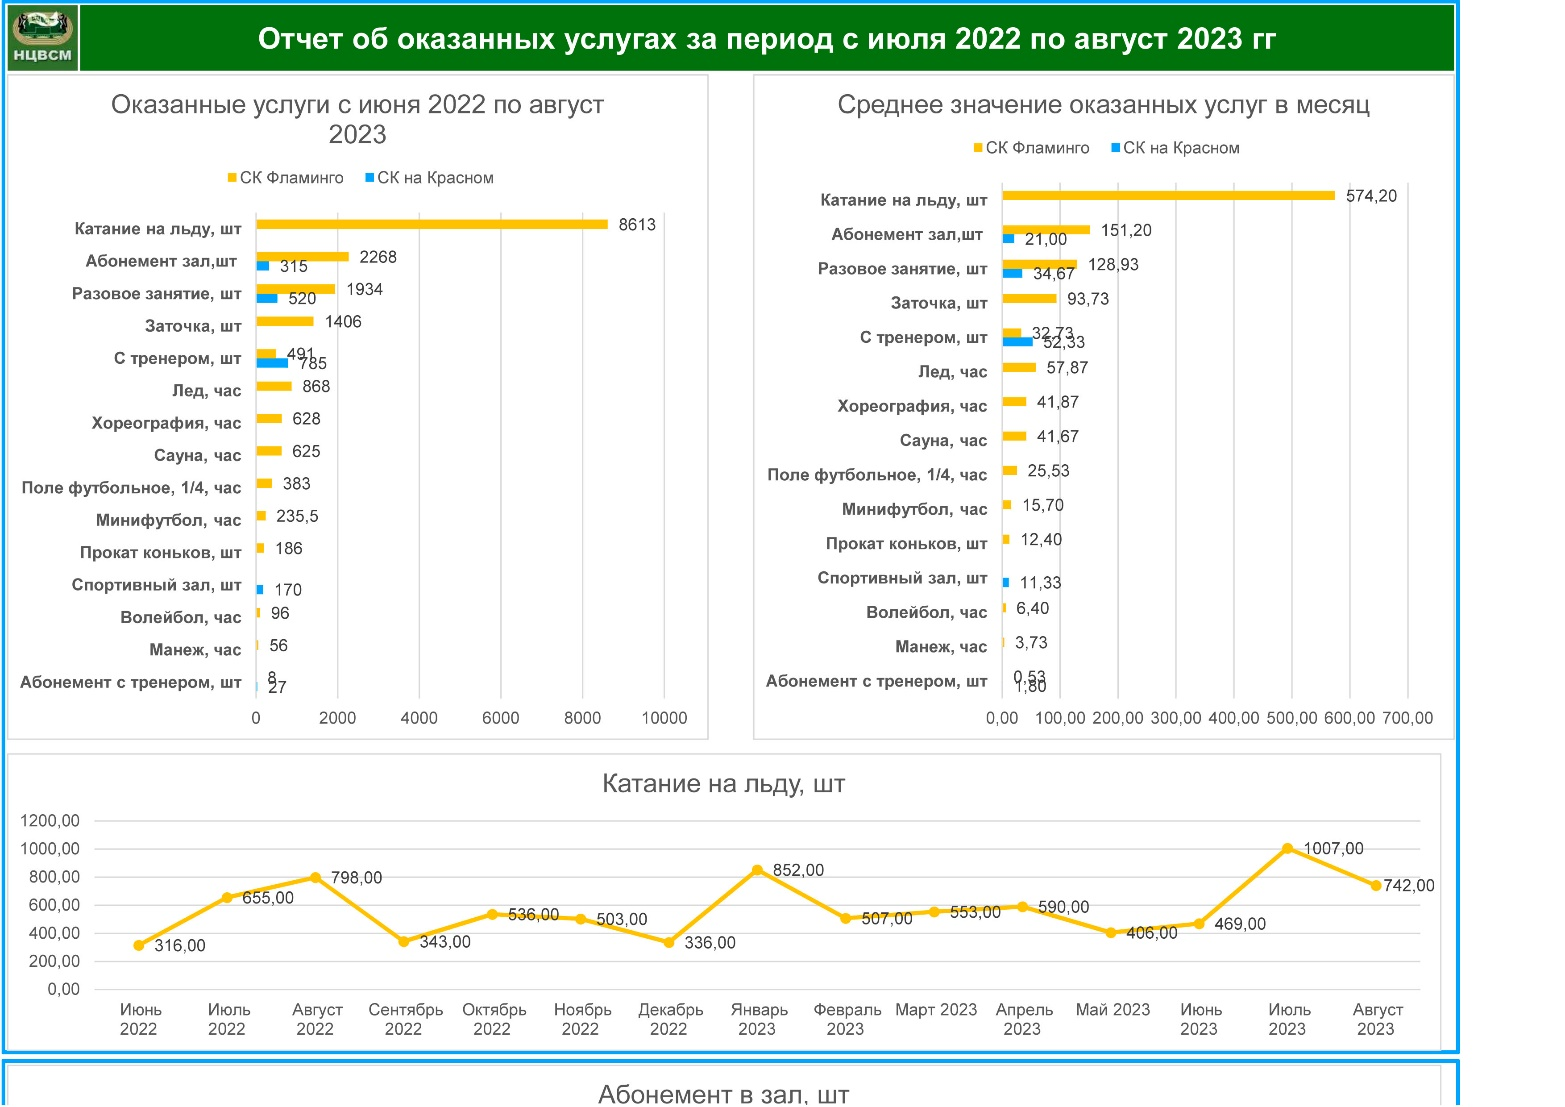 НЦВСМ
Отчет об оказанных услугах за период с июля 2022 по август 2023 гг
Оказанные услуги с июня 2022 по август
2023
СК Фламинго СК на Красном
Катание на льду, шт 8613
Абонемент зал,шт 2268
315
Разовое занятие, шт 1934
520
Заточка, шт 1406
С тренером, шт 491
785
Лед, час 868
Хореография, час 628
Сауна, час 625
Поле футбольное, 1/4, час 383
Минифутбол, час 235,5
Прокат коньков, шт 186
Спортивный зал, шт 170
Волейбол, час 96
Манеж, час 56
Абонемент с тренером, шт 8
27
0 2000 4000 6000 8000 10000
Среднее значение оказанных услуг в месяц
СК Фламинго СК на Красном
Катание на льду, шт 574,20
Абонемент зал,шт 151,20
21,00
Разовое занятие, шт 128,93
34,67
Заточка, шт 93,73
С тренером, шт 32,73
52,33
Лед, час 57,87
Хореография, час 41,87
Сауна, час 41,67
Поле футбольное, 1/4, час 25,53
Минифутбол, час 15,70
Прокат коньков, шт 12,40
Спортивный зал, шт 11,33
Волейбол, час 6,40
Манеж, час 3,73
Абонемент с тренером, шт 0,53
1,80
0,00 100,00 200,00 300,00 400,00 500,00 600,00 700,00
Катание на льду, шт
1200,00
1000,00
800,00
600,00
400,00
200,00
0,00
316,00 655,00 798,00 343,00 536,00 503,00 336,00 852,00 507,00 553,00 590,00 406,00 469,00 1007,00 742,00
Июнь Июль Август Сентябрь Октябрь Ноябрь Декабрь Январь Февраль Март 2023 Апрель Май 2023 Июнь Июль Август
2022 2022 2022 2022 2022 2022 2022 2023 2023 2023 2023 2023 2023
Абонемент в зал, шт